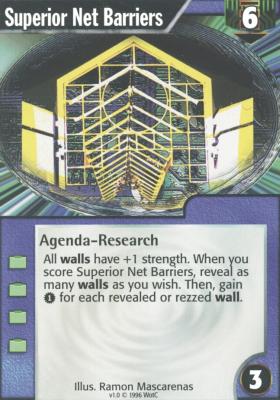 Superior Net Barriers
6
Agenda-Research
All walls have +1 strength. When you
score Superior Net Barriers, reveal as
many walls as you wish. Then, gain
1 for each revealed or rezzed wall.
3
Illus. Ramon Mascarenas
v1.0 © 1996 WotC